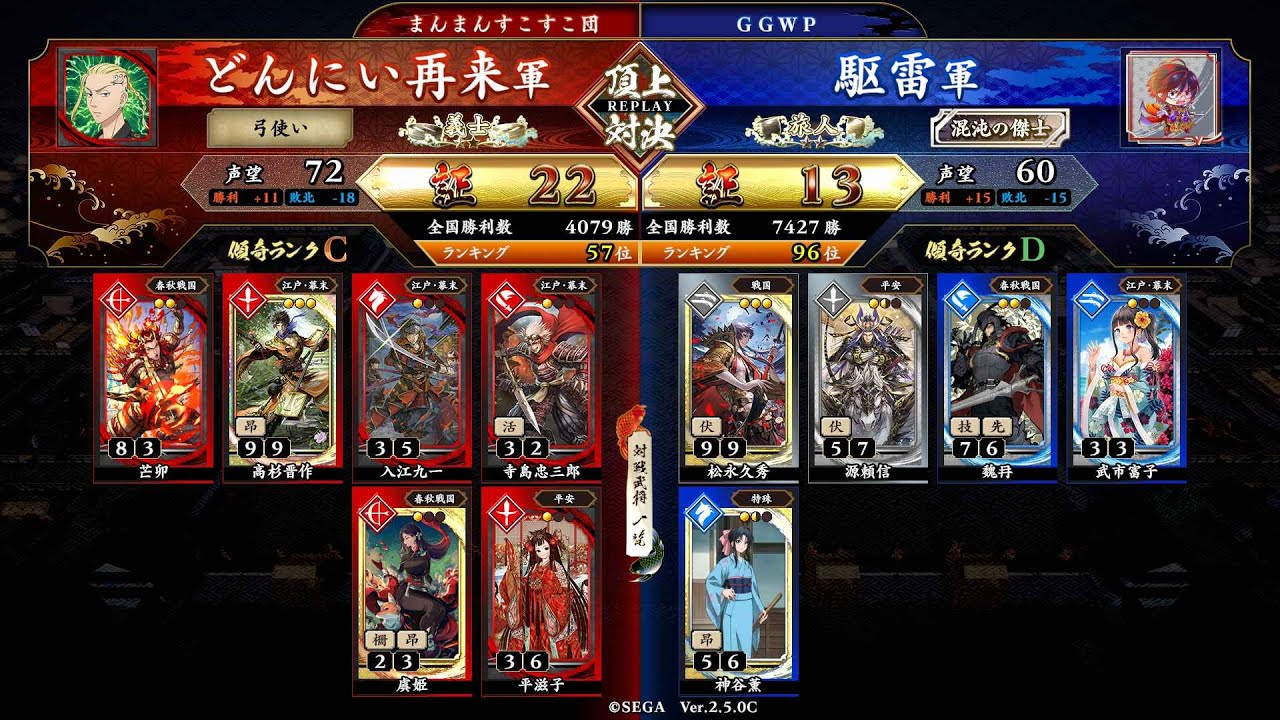 まんまんすこすこ団
GGWP
どんにい再来軍
頂上
REPLAY
対決
駆雷軍
弓使い
義士
旅人
混沌の傑士
声望 72
勝利 +11 敗北 -18
証 22
証 13
声望 60
勝利 +15 敗北 -15
全国勝利数 4079勝
全国勝利数 7427勝
ランキング 57位
ランキング 96位
傾奇ランクC
傾奇ランクD
春秋戦国
江戸・幕末
江戸・幕末
江戸・幕末
戦国
平安
春秋戦国
江戸・幕末
昂
活
伏
伏
技 先
8 3
9 9
3 5
3 2
9 9
5 7
7 6
3 3
芒卯
高杉晋作
入江九一
寺島忠三郎
松永久秀
源頼信
魏冉
武市富子
対戦武将一覧
春秋戦国
平安
特殊
柵 昂
昂
2 3
3 6
5 6
虞姫
平滋子
神谷薫
©SEGA Ver.2.5.0C